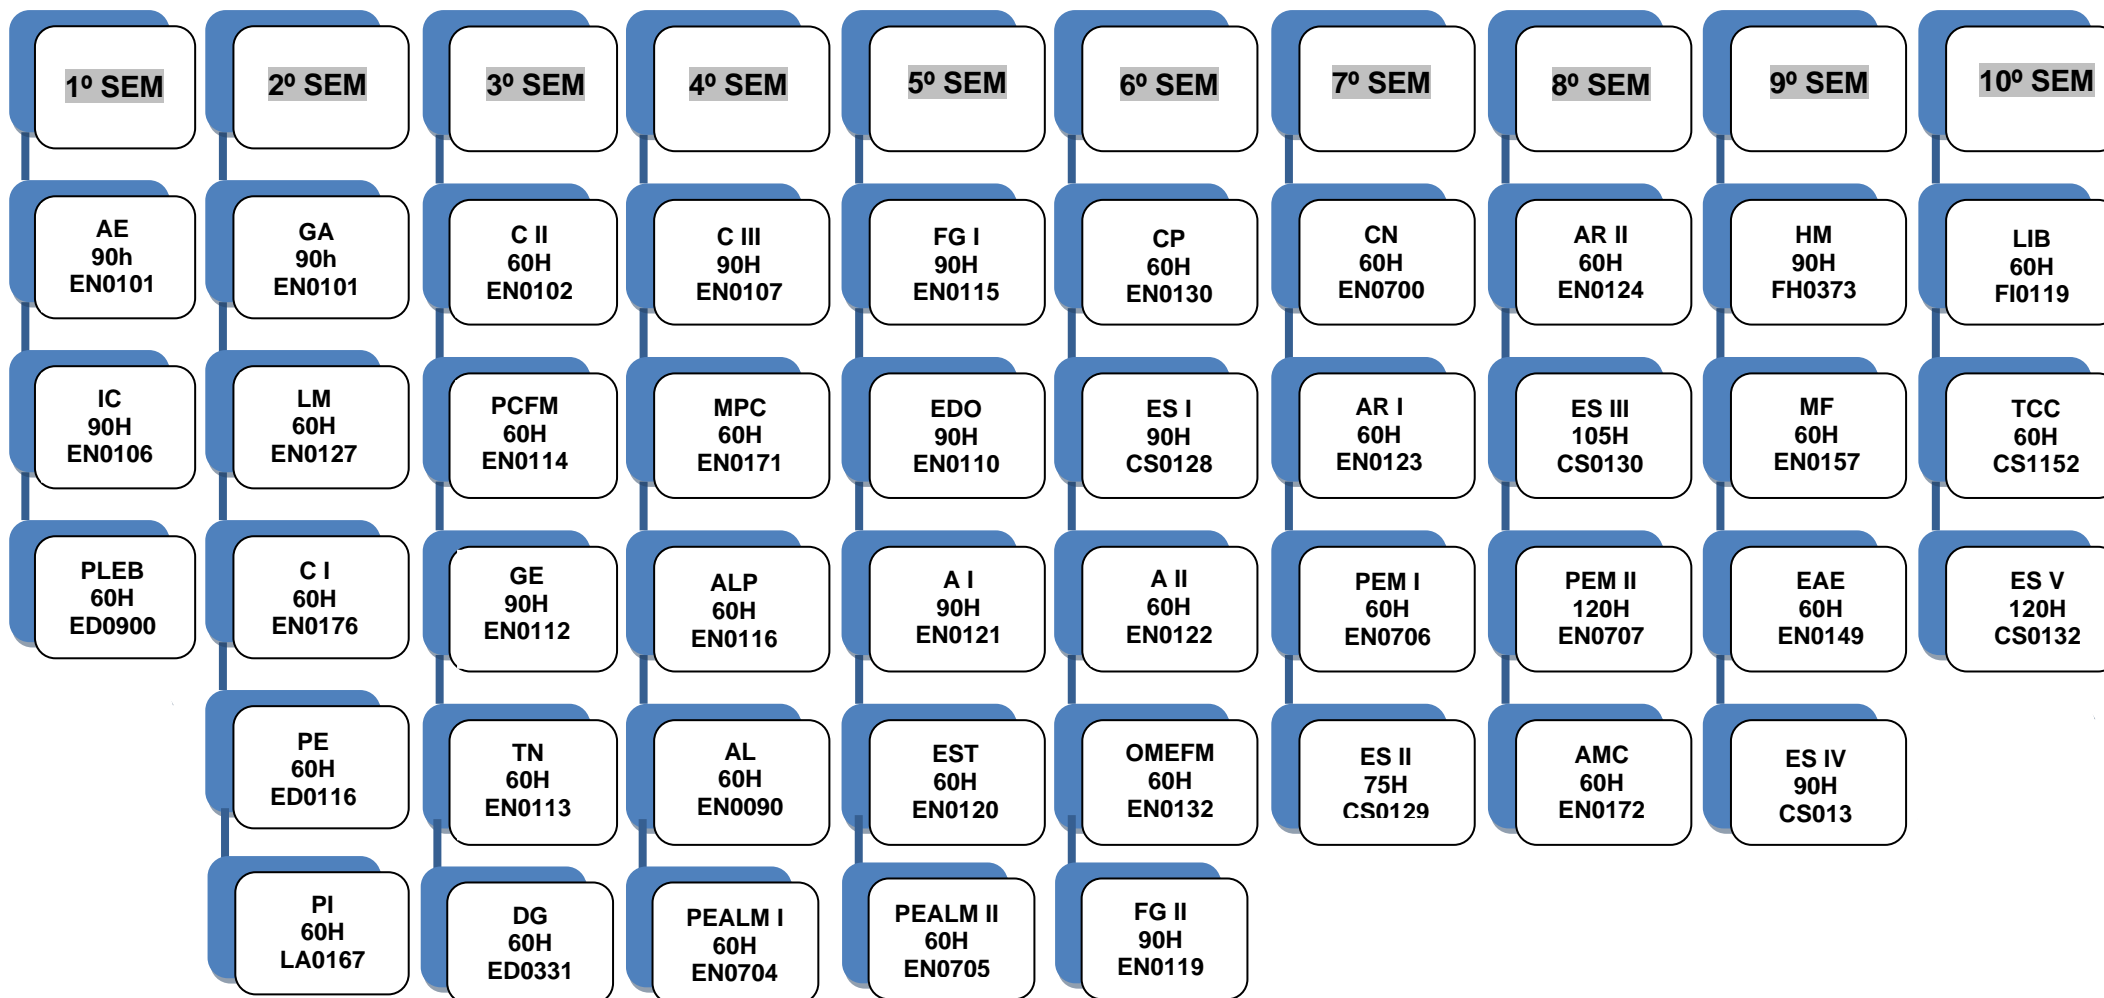 1º SEM
AE
90h
EN0101
IC
90H
EN0106
PLEB
60H
ED0900
2º SEM
GA
90h
EN0101
LM
60H
EN0127
C I
60H
EN0176
PE
60H
ED0116
PI
60H
LA0167
3º SEM
C II
60H
EN0102
PCFM
60H
EN0114
GE
90H
EN0112
TN
60H
EN0113
DG
60H
ED0331
4º SEM
C III
90H
EN0107
MPC
60H
EN0171
ALP
60H
EN0116
AL
60H
EN0090
PEALM I
60H
EN0704
5º SEM
FG I
90H
EN0115
EDO
90H
EN0110
A I
90H
EN0121
EST
60H
EN0120
PEALM II
60H
EN0705
6º SEM
CP
60H
EN0130
ES I
90H
CS0128
A II
60H
EN0122
OMEFM
60H
EN0132
FG II
90H
EN0119
7º SEM
CN
60H
EN0700
AR I
60H
EN0123
PEM I
60H
EN0706
ES II
75H
CS0129
8º SEM
AR II
60H
EN0124
ES III
105H
CS0130
PEM II
120H
EN0707
AMC
60H
EN0172
9º SEM
HM
90H
FH0373
MF
60H
EN0157
EAE
60H
EN0149
ES IV
90H
CS013
10º SEM
LIB
60H
FI0119
TCC
60H
CS1152
ES V
120H
CS0132